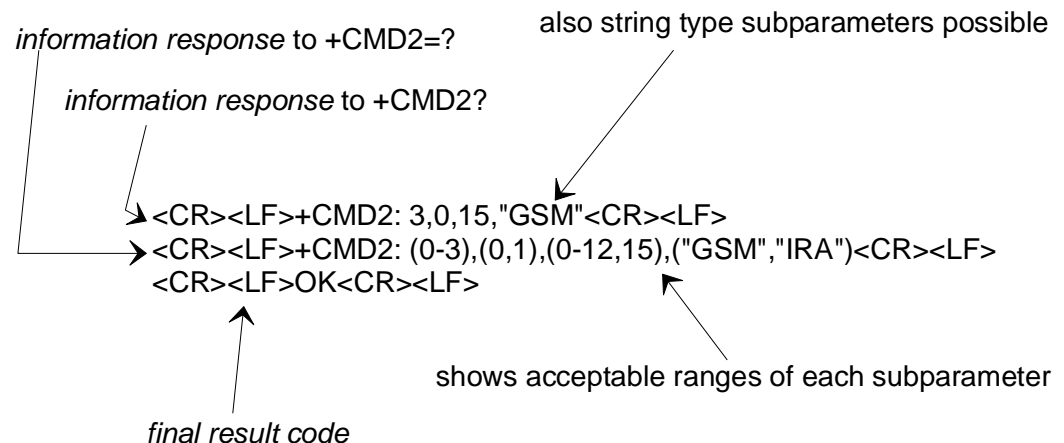 also string type subparameters possible
information response to +CMD2=?
information response to +CMD2?
<CR><LF>+CMD2: 3,0,15,"GSM"<CR><LF>
<CR><LF>+CMD2: (0-3),(0,1),(0-12,15),("GSM","IRA")<CR><LF>
<CR><LF>OK<CR><LF>
shows acceptable ranges of each subparameter
final result code